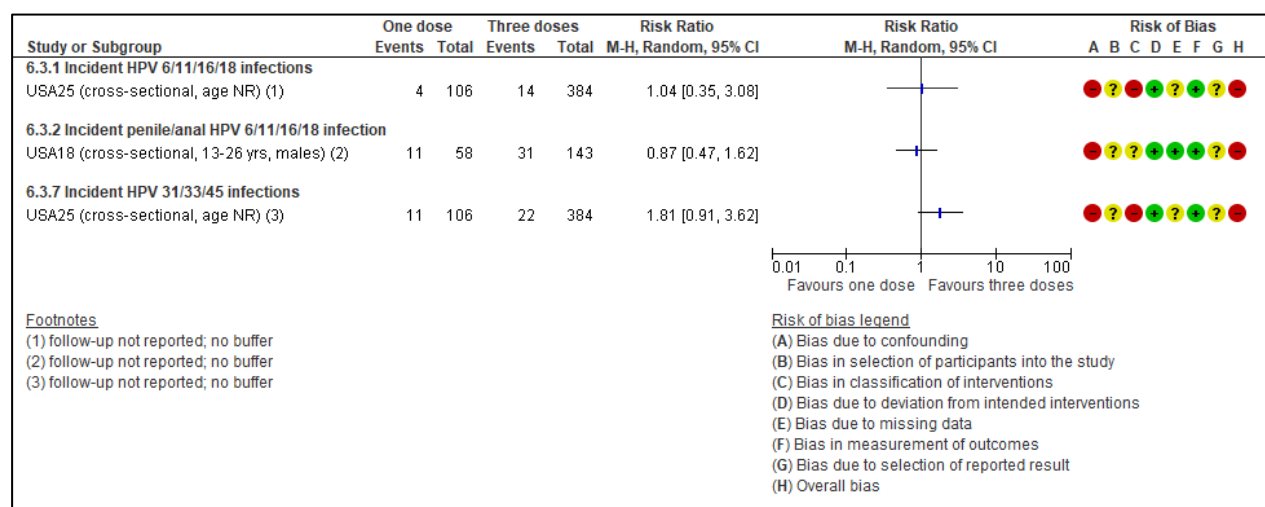 One dose Three doses Risk Ratio Risk Ratio Risk of Bias
Study or Subgroup Events Total Events Total M-H, Random, 95% CI M-H, Random, 95% CI A B C D E F G H
6.3.1 Incident HPV 6/11/16/18 infections
USA25 (cross-sectional, age NR) (1) 4 106 14 384 1.04 [0.35, 3.08] - ? - + ? + ? -
6.3.2 Incident penile/anal HPV 6/11/16/18 infection
USA18 (cross-sectional, 13-26 yrs, males) (2) 11 58 31 143 0.87 [0.47, 1.62] - ? ? + + + ? -
6.3.7 Incident HPV 31/33/45 infections
USA25 (cross-sectional, age NR) (3) 11 106 22 384 1.81 [0.91, 3.62] - ? - + ? + ? -
0.01 0.1 1 10 100
Favours one dose Favours three doses
Footnotes
(1) follow-up not reported; no buffer
(2) follow-up not reported; no buffer
(3) follow-up not reported; no buffer
Risk of bias legend
(A) Bias due to confounding
(B) Bias in selection of participants into the study
(C) Bias in classification of interventions
(D) Bias due to deviation from intended interventions
(E) Bias due to missing data
(F) Bias in measurement of outcomes
(G) Bias due to selection of reported result
(H) Overall bias